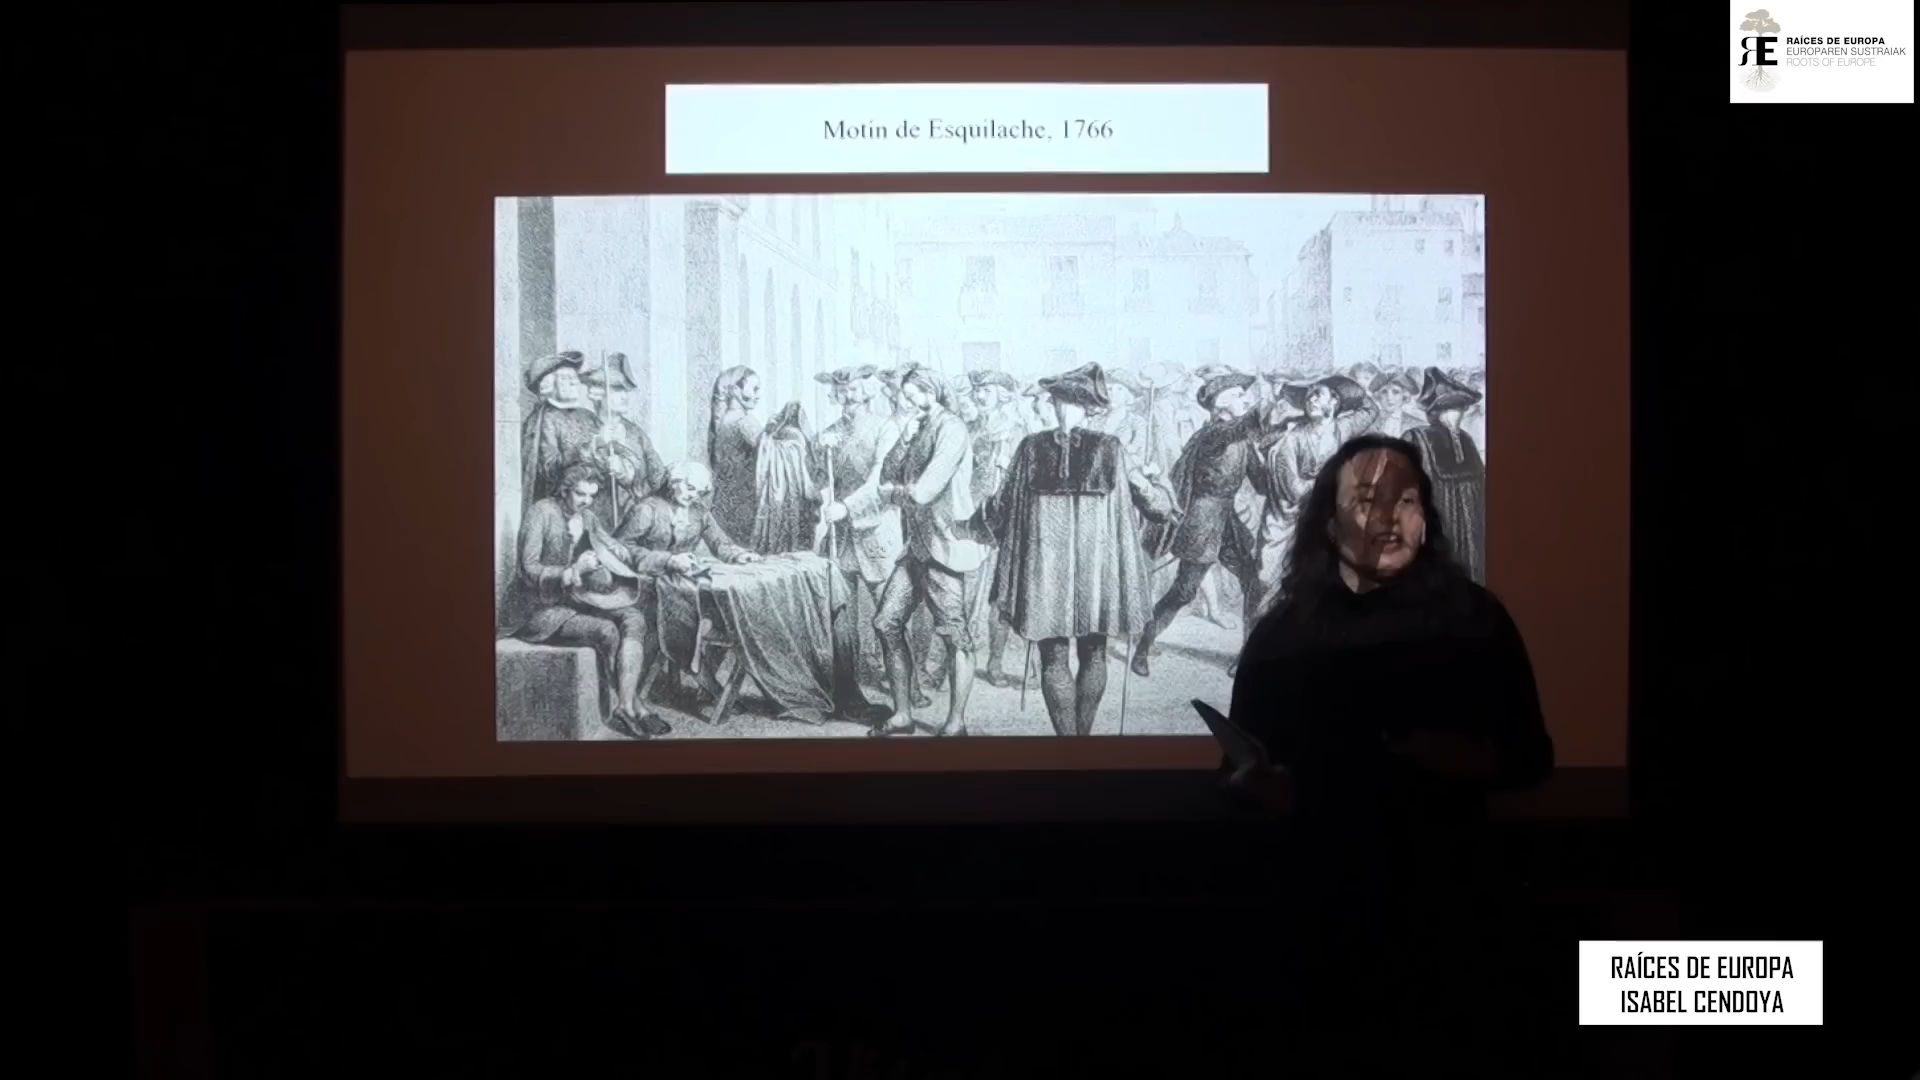 RAÍCES DE EUROPA
EUROPAREN SUSTRAIAK
ROOTS OF EUROPE
Motín de Esquilache, 1766
RAÍCES DE EUROPA
ISABEL CENDOYA